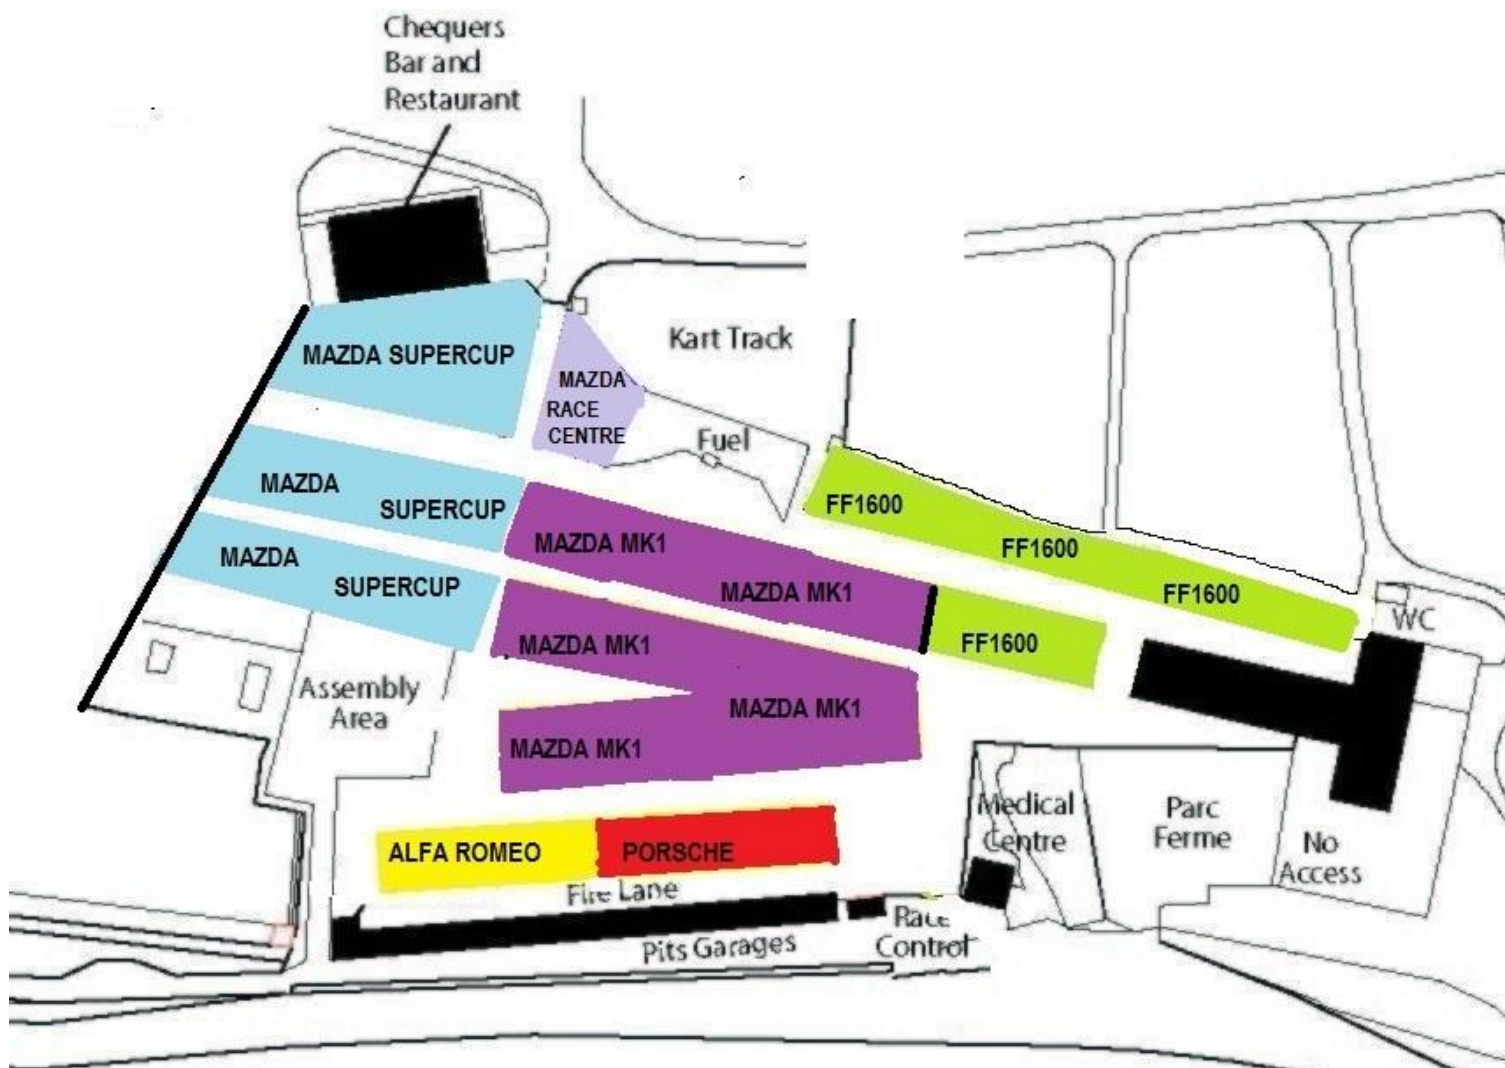 Chequers
Bar and
Restaurant
Kart Track
MAZDA SUPERCUP
MAZDA
RACE
CENTRE
Fuel
MAZDA
SUPERCUP
FF1600
MAZDA MK1
FF1600
MAZDA
SUPERCUP
MAZDA MK1
FF1600
WC
MAZDA MK1
FF1600
Assembly
Area
MAZDA MK1
MAZDA MK1
Medical
Centre
Parc
Ferme
No
Access
ALFA ROMEO
PORSCHE
Fire Lane
Pits Garages
Race
Control